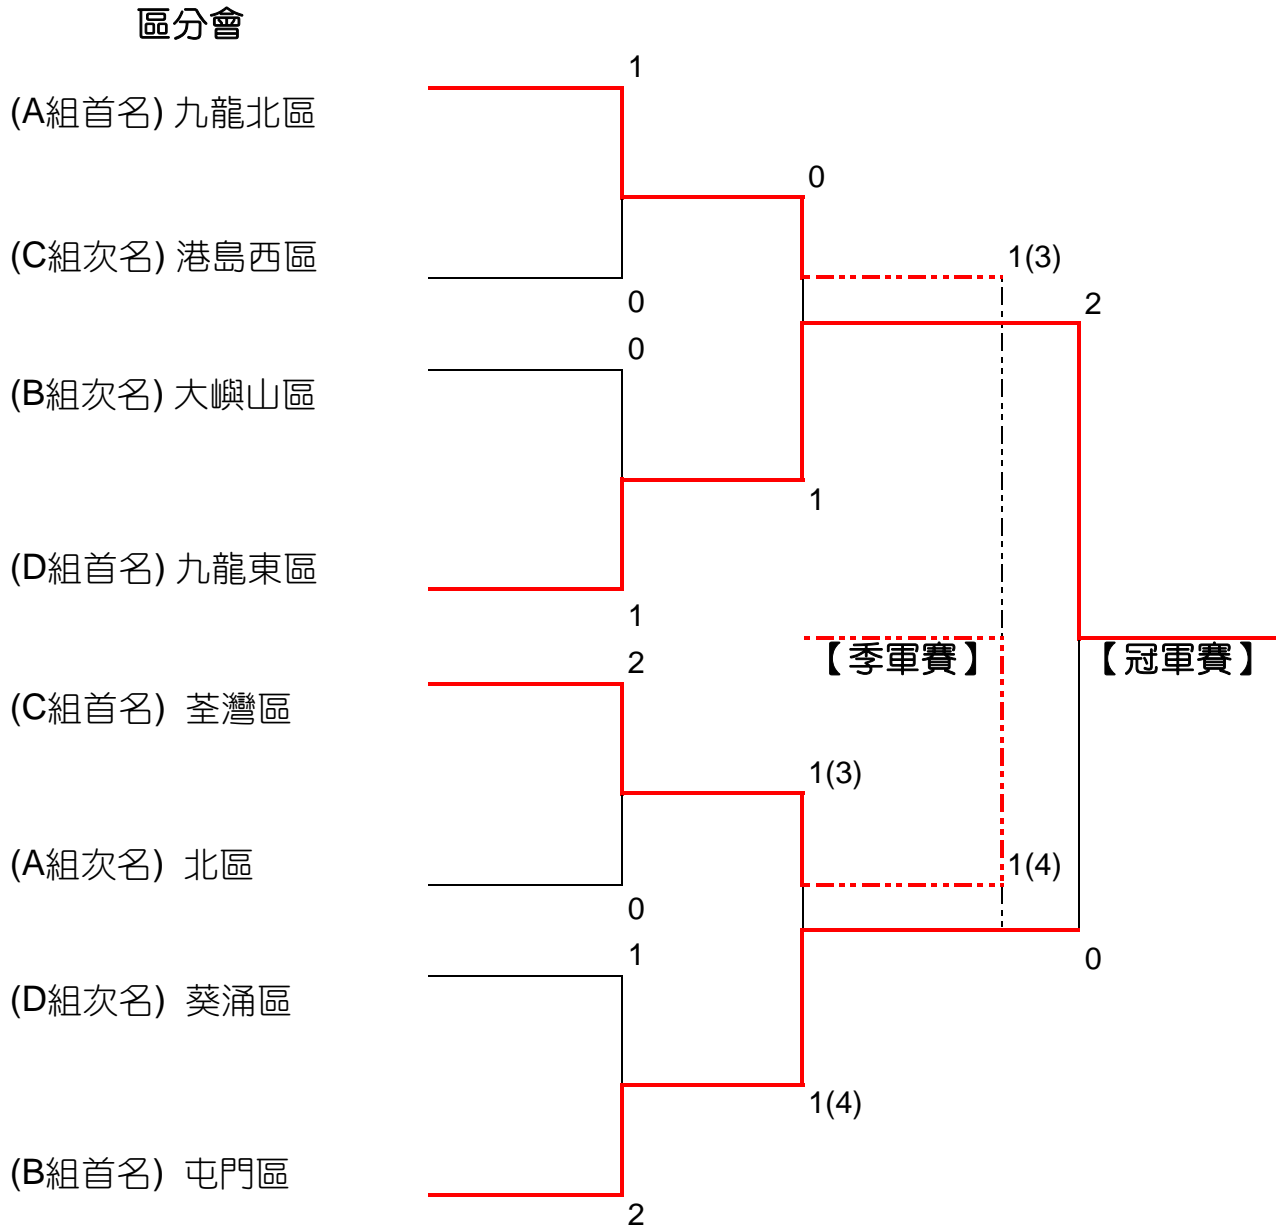 區分會
1
(A組首名) 九龍北區
0
(C組次名) 港島西區
1(3)
0
2
0
(B組次名) 大嶼山區
1
(D組首名) 九龍東區
1
2
【季軍賽】
【冠軍賽】
(C組首名) 荃灣區
1(3)
(A組次名) 北區
1(4)
0
1
0
(D組次名) 葵涌區
1(4)
(B組首名) 屯門區
2